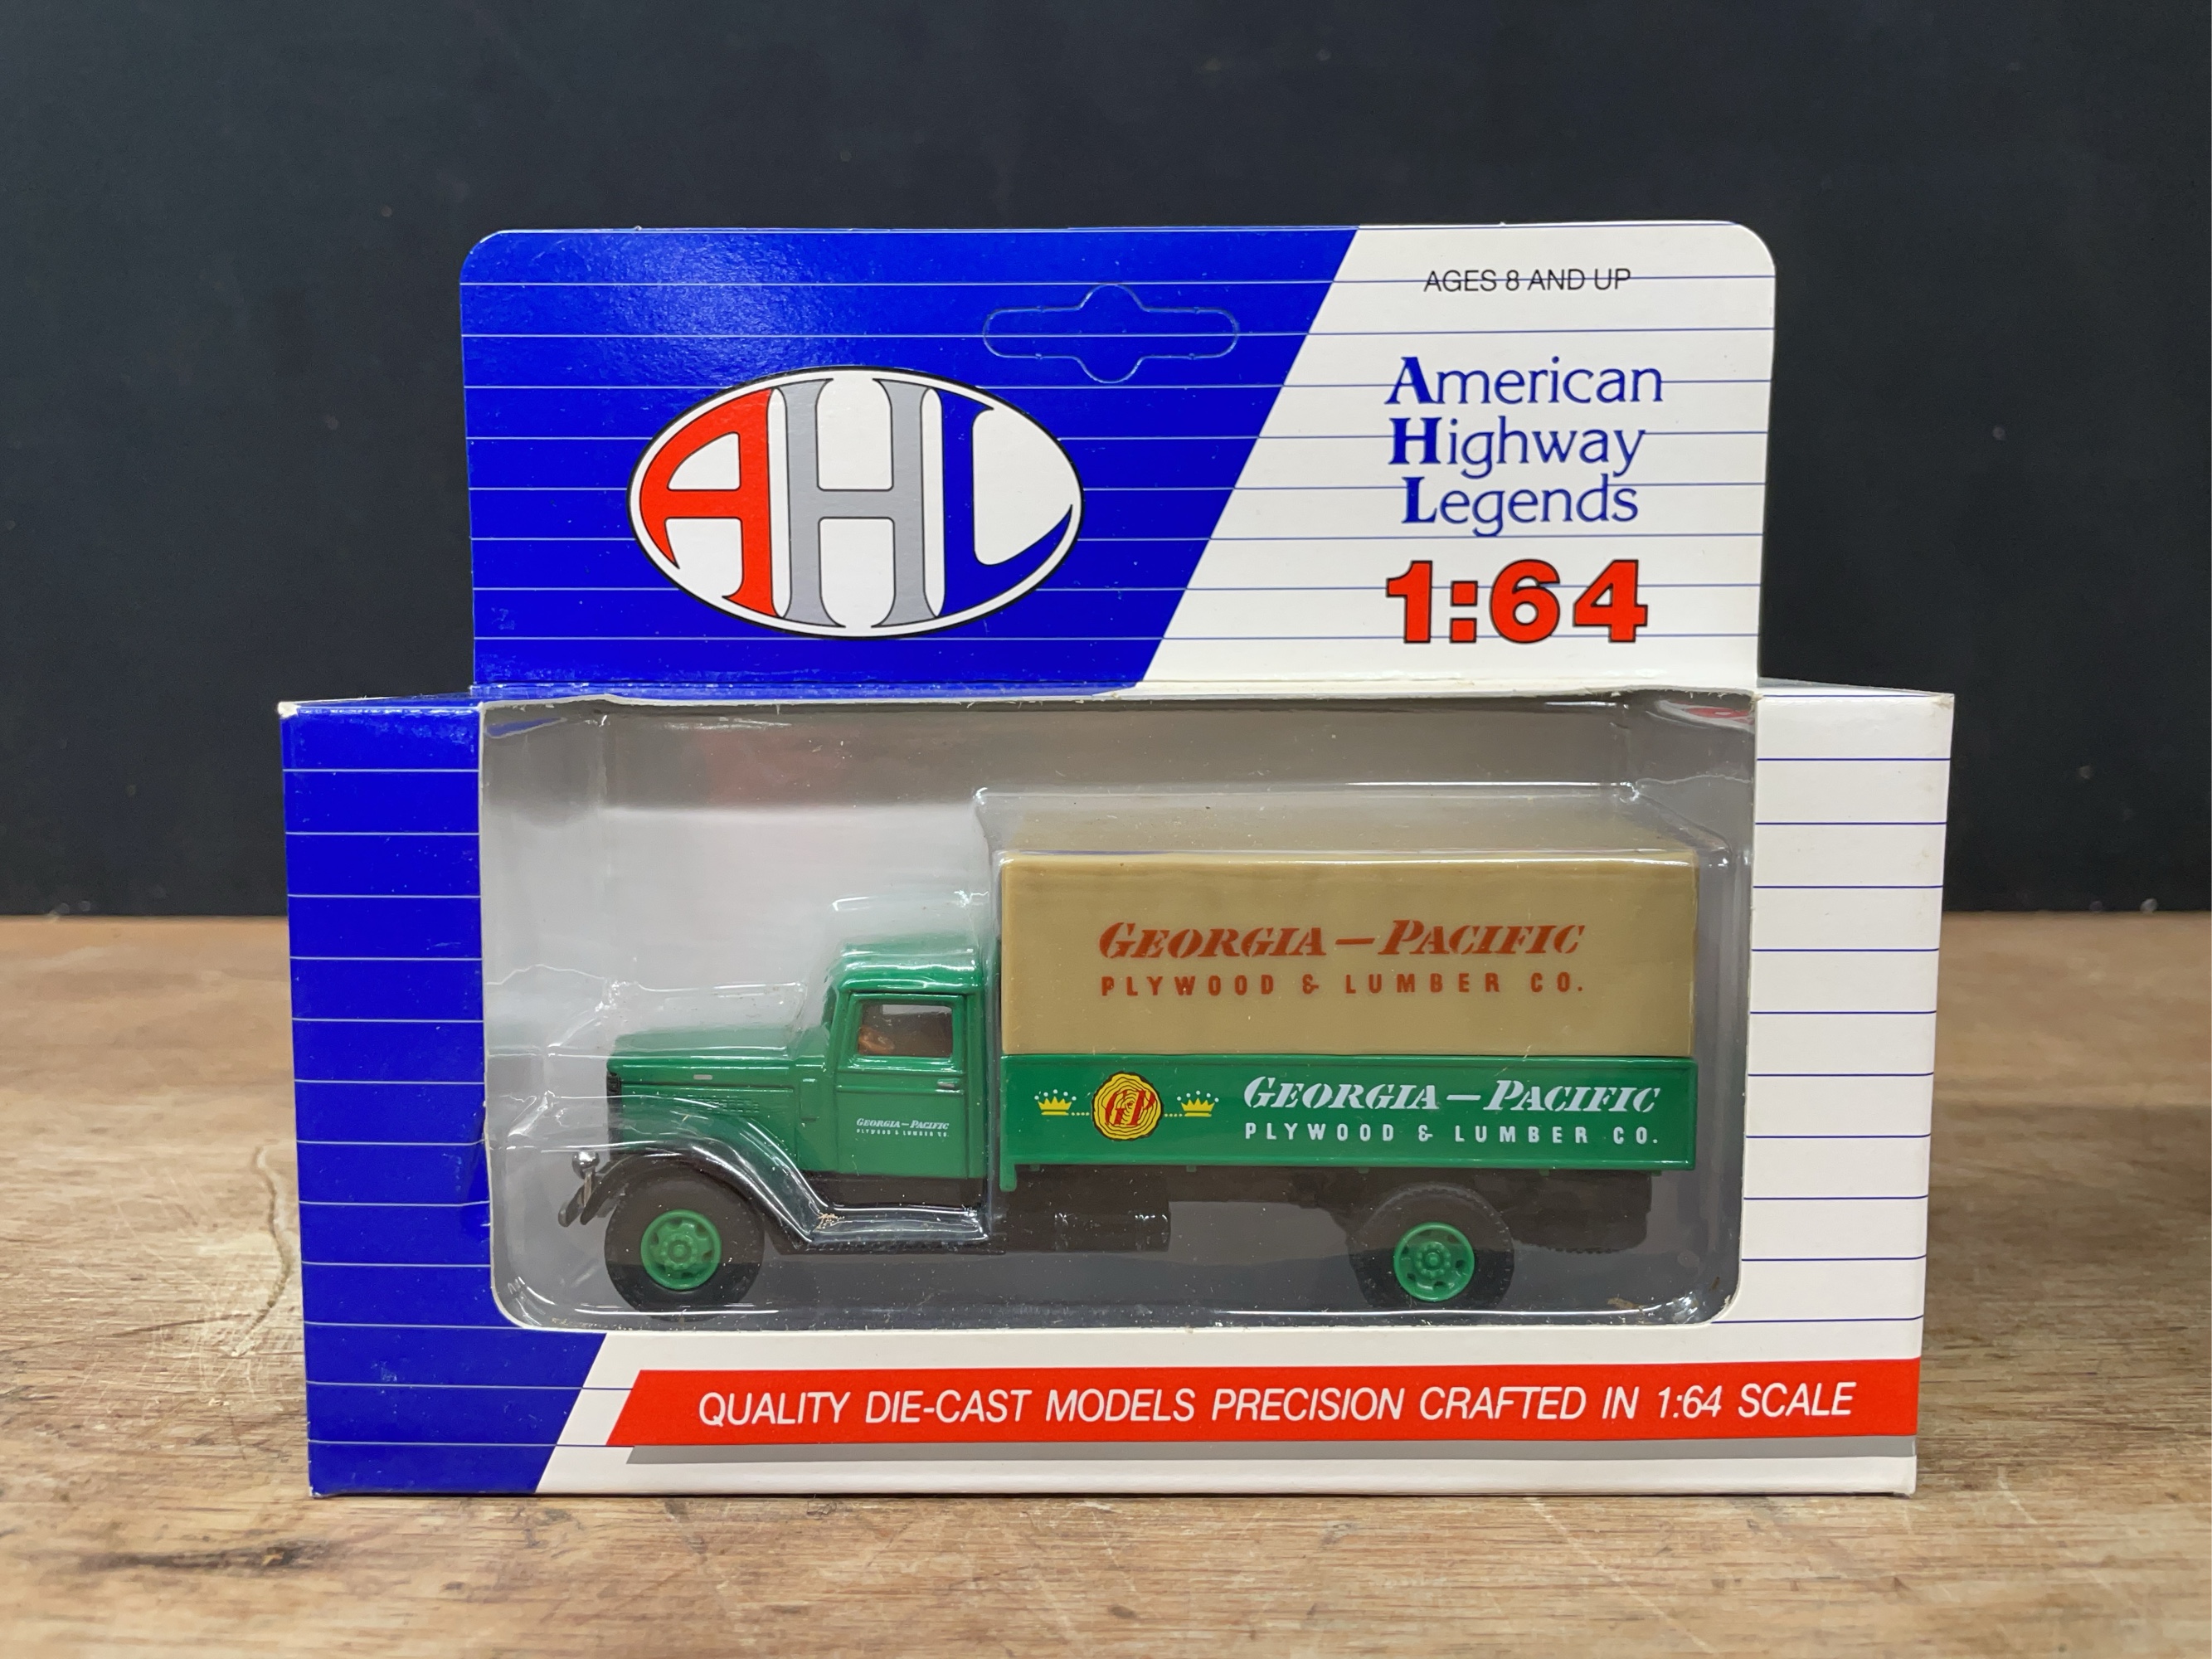 AGES 8 AND UP
AHL
American
Highway
Legends
1:64
GEORGIA–PACIFIC
PLYWOOD & LUMBER CO.
GP
GEORGIA–PACIFIC
PLYWOOD & LUMBER CO.
GEORGIA–PACIFIC
PLYWOOD & LUMBER CO.
QUALITY DIE-CAST MODELS PRECISION CRAFTED IN 1:64 SCALE